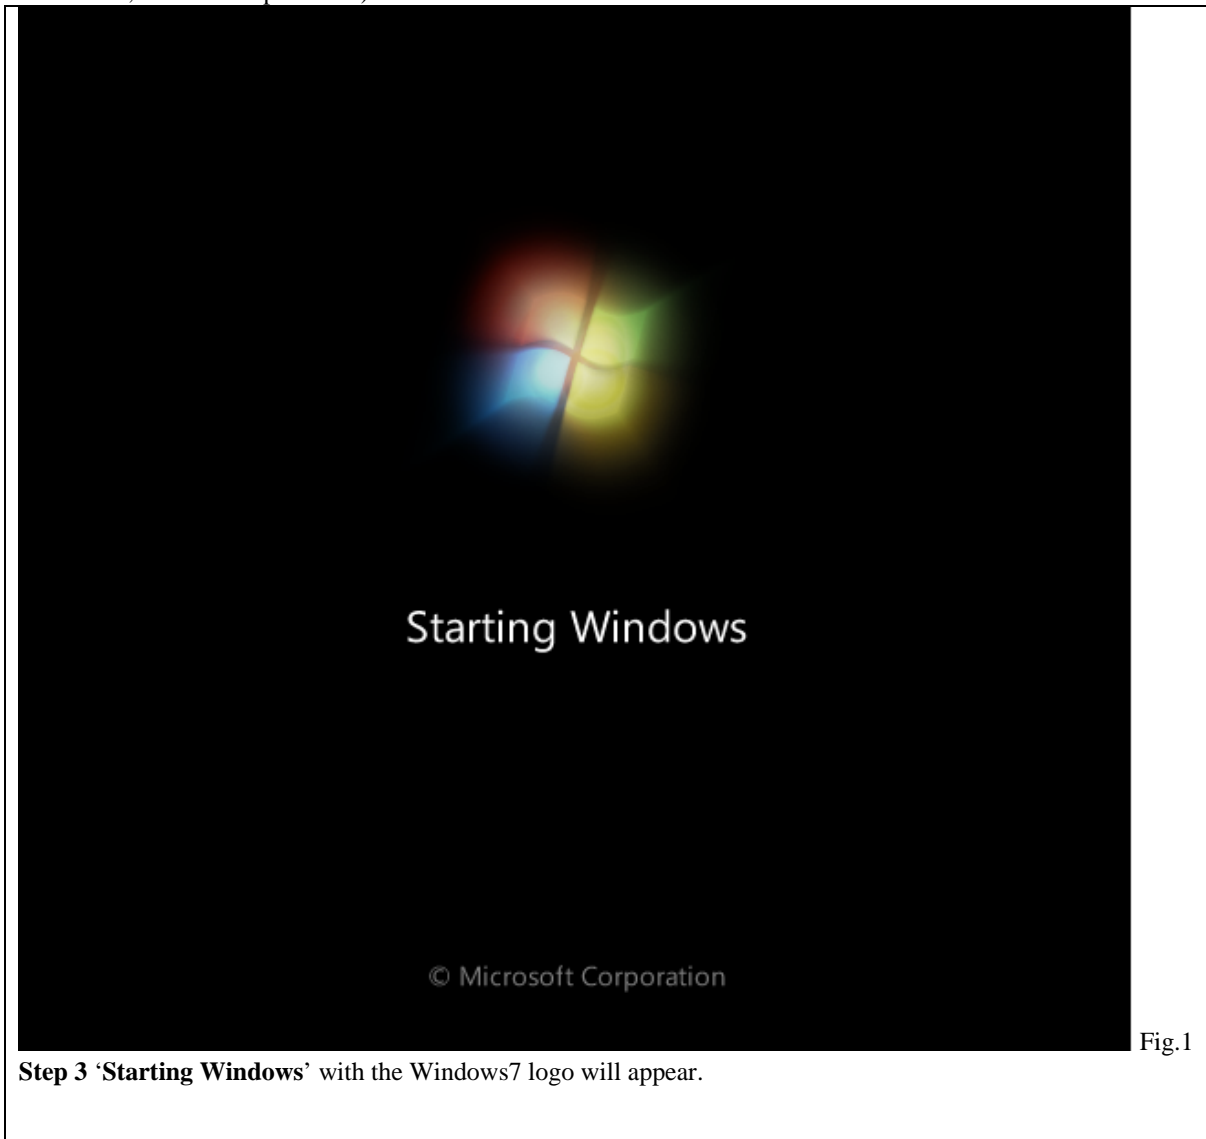 Starting Windows
© Microsoft Corporation
Fig.1
Step 3 ‘Starting Windows’ with the Windows7 logo will appear.